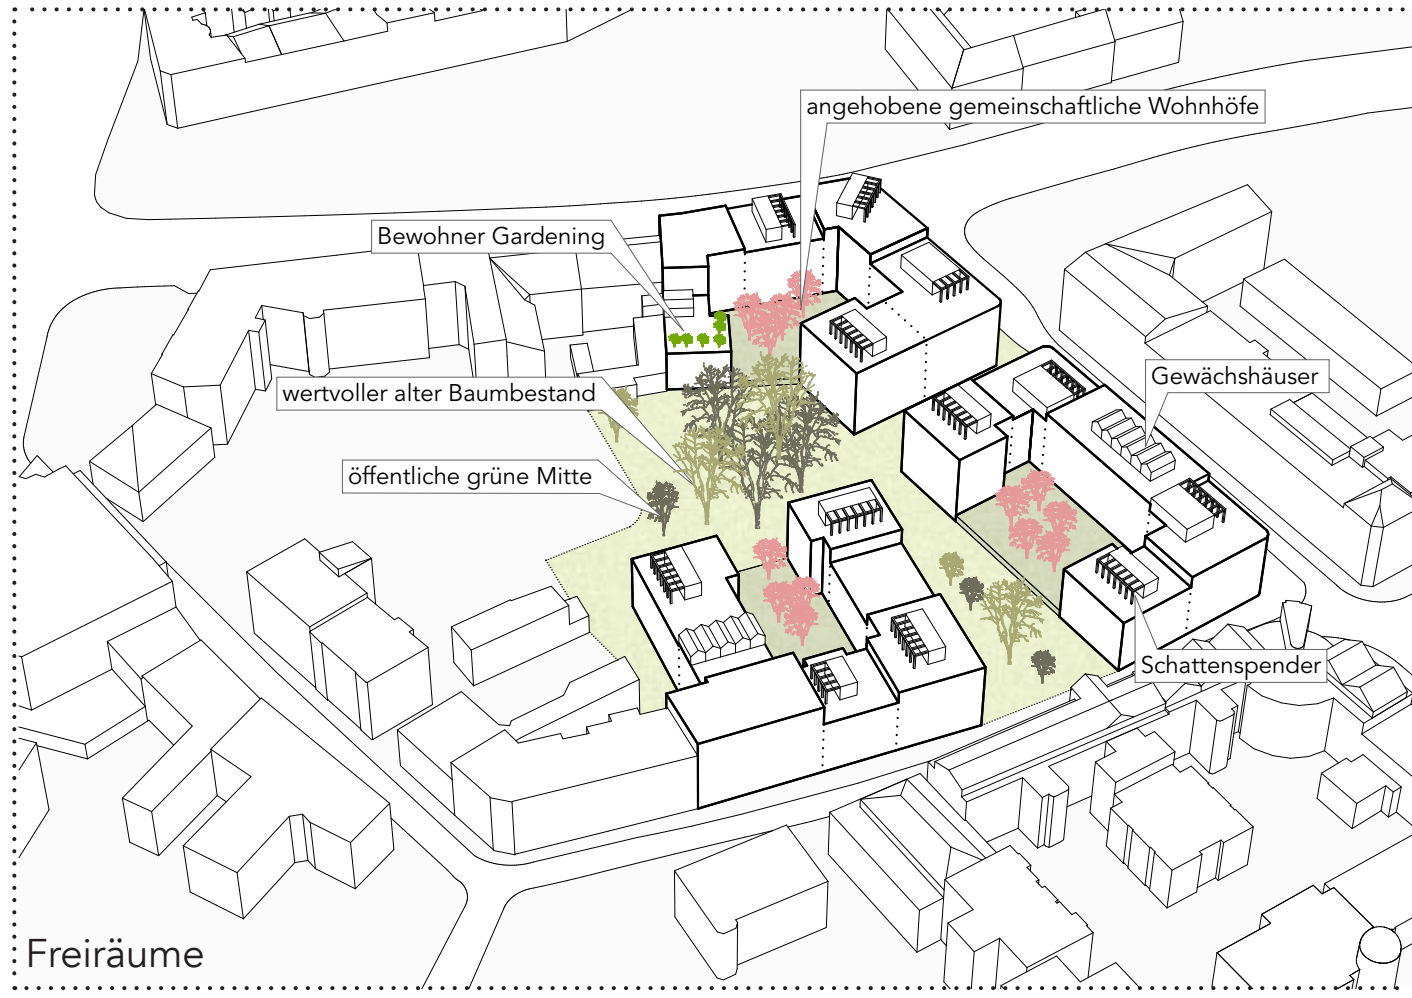 angehobene gemeinschaftliche Wohnhöfe
Bewohner Gardening
Gewächshäuser
wertvoller alter Baumbestand
öffentliche grüne Mitte
Schattenspender
Freiräume